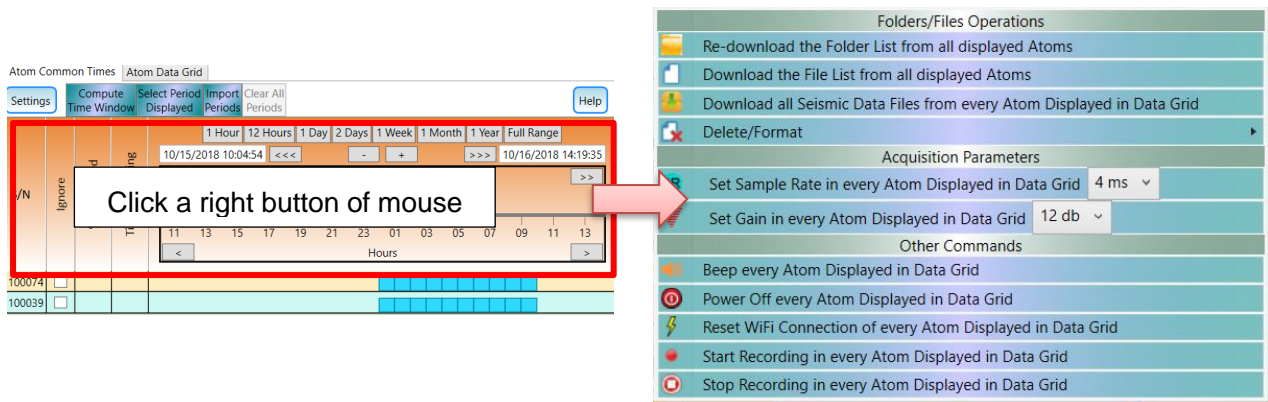 Atom Common Times Atom Data Grid
Settings
Compute
Time Window
Select Period
Displayed
Import
Periods
Clear All
Periods
Help
1 Hour 12 Hours 1 Day 2 Days 1 Week 1 Month 1 Year Full Range
10/15/2018 10:04:54 <<< - + >>> 10/16/2018 14:19:35
>>
/N
Ignore
Click a right button of mouse
11 13 15 17 19 21 23 01 03 05 07 09 11 13
< Hours >
100074
100039
Folders/Files Operations
Re-download the Folder List from all displayed Atoms
Download the File List from all displayed Atoms
Download all Seismic Data Files from every Atom Displayed in Data Grid
Delete/Format
Acquisition Parameters
Set Sample Rate in every Atom Displayed in Data Grid 4 ms
Set Gain in every Atom Displayed in Data Grid 12 db
Other Commands
Beep every Atom Displayed in Data Grid
Power Off every Atom Displayed in Data Grid
Reset WiFi Connection of every Atom Displayed in Data Grid
Start Recording in every Atom Displayed in Data Grid
Stop Recording in every Atom Displayed in Data Grid